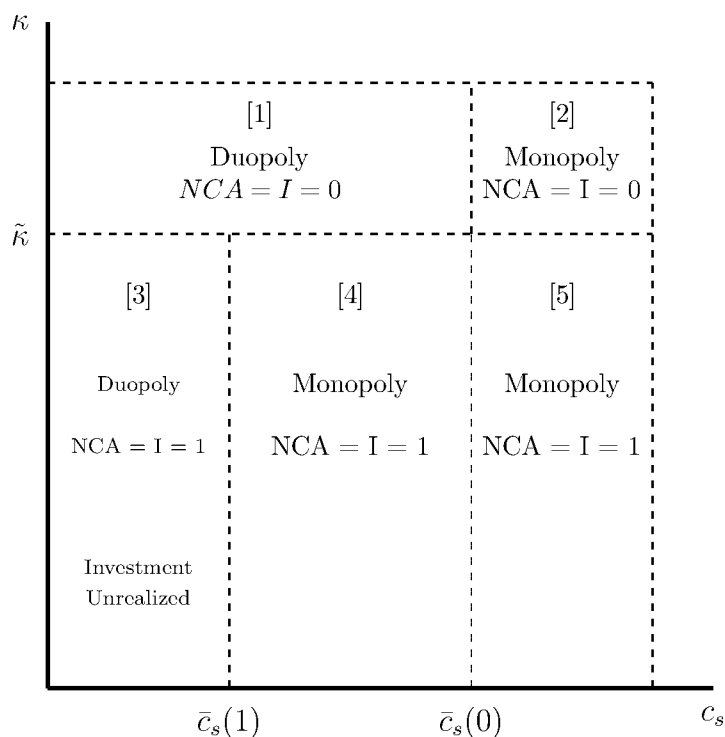 κ
[1]
Duopoly
NCA = I = 0
[2]
Monopoly
NCA = I = 0
κ̃
[3]
Duopoly
NCA = I = 1
Investment
Unrealized
[4]
Monopoly
NCA = I = 1
[5]
Monopoly
NCA = I = 1
c̄ₛ(1)
c̄ₛ(0)
cₛ